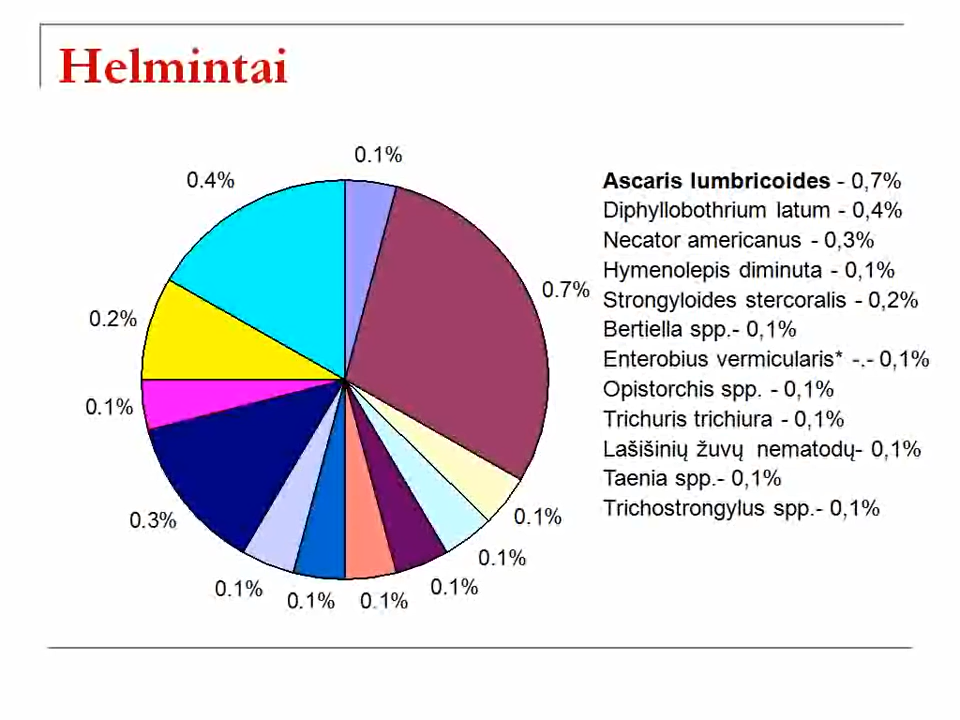 Helmintai
0.1%
0.4%
0.7%
0.2%
0.1%
0.3%
0.1%
0.1%
0.1%
0.1%
0.1%
0.1%
Ascaris lumbricoides - 0,7%
Diphyllobothrium latum - 0,4%
Necator americanus - 0,3%
Hymenolepis diminuta - 0,1%
Strongyloides stercoralis - 0,2%
Bertiella spp.- 0,1%
Enterobius vermicularis* -.- 0,1%
Opistorchis spp. - 0,1%
Trichuris trichiura - 0,1%
Lašišinių žuvų nematodų- 0,1%
Taenia spp.- 0,1%
Trichostrongylus spp.- 0,1%